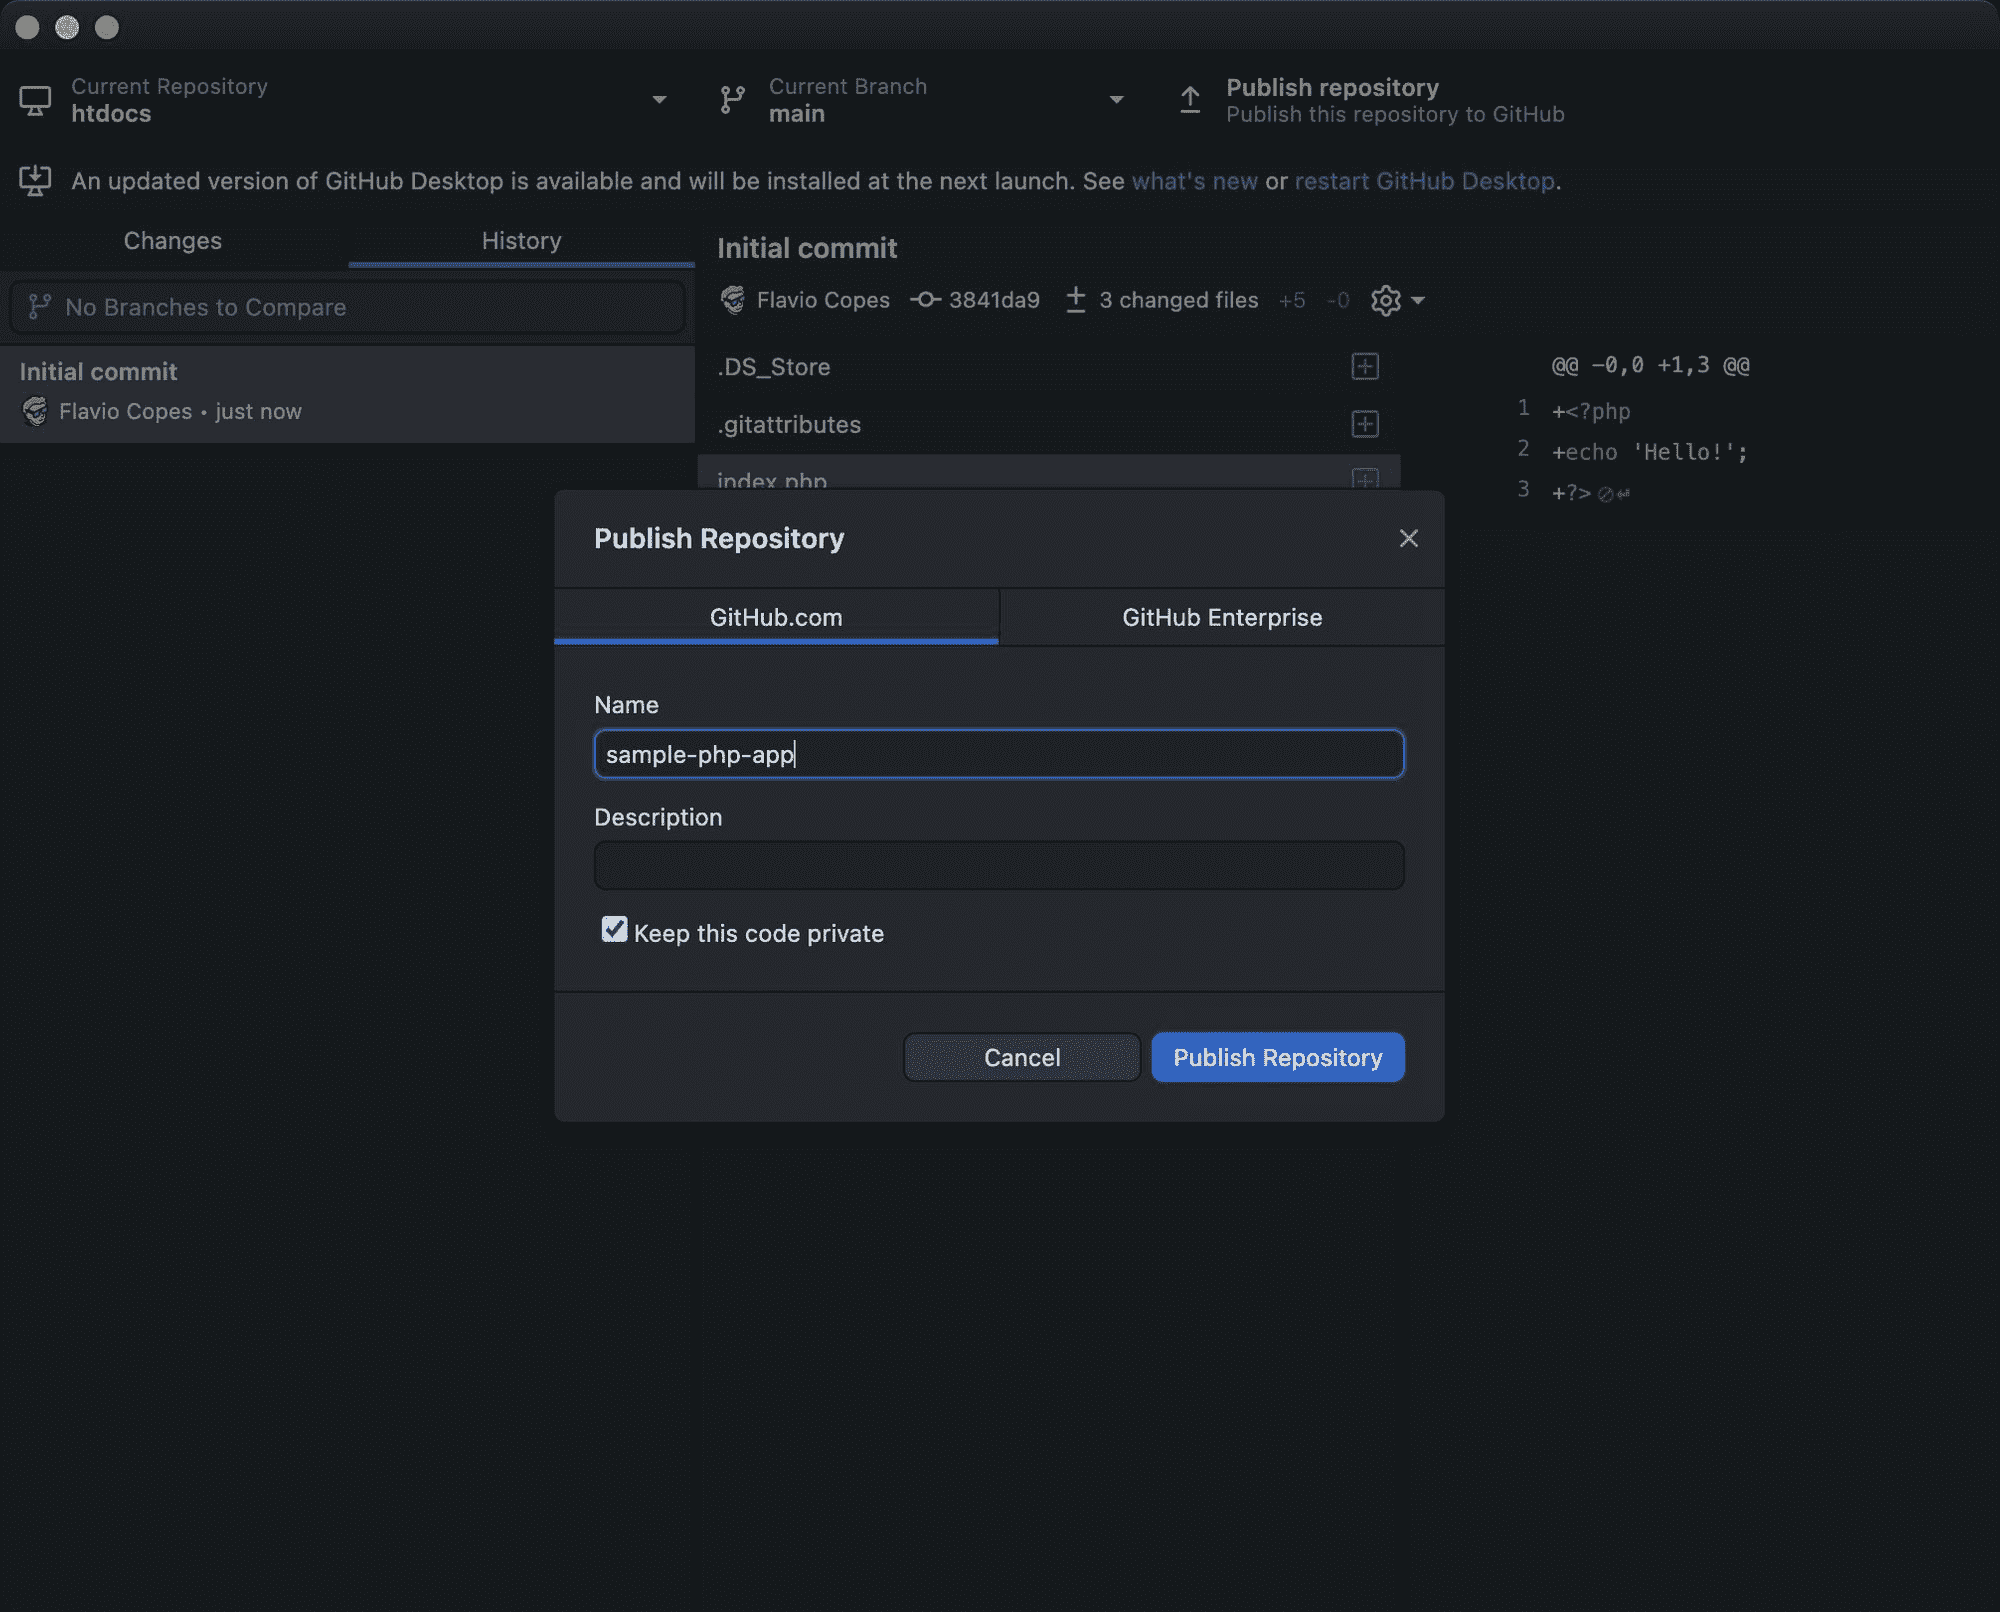 Current Repository
htdocs
Current Branch
main
Publish repository
Publish this repository to GitHub
An updated version of GitHub Desktop is available and will be installed at the next launch. See what's new or restart GitHub Desktop.
Changes
History
No Branches to Compare
Initial commit
Flavio Copes • just now
Initial commit
Flavio Copes 3841da9 3 changed files +5 -0
.DS_Store
.gitattributes
index.php
@@ -0,0 +1,3 @@
1 +<?php
2 +echo 'Hello!';
3 +?>
Publish Repository
GitHub.com
GitHub Enterprise
Name
sample-php-app
Description
Keep this code private
Cancel
Publish Repository